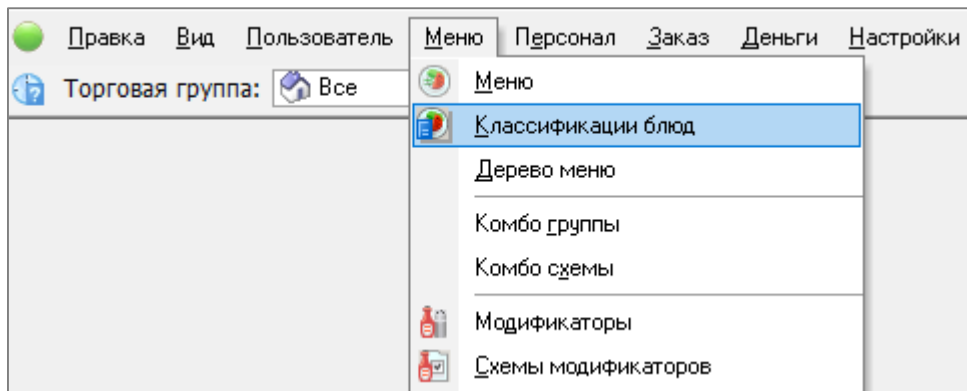 Правка Вид Пользователь Меню Персонал Заказ Деньги Настройки
Торговая группа: Все
Меню
Классификации блюд
Дерево меню
Комбо группы
Комбо схемы
Модификаторы
Схемы модификаторов